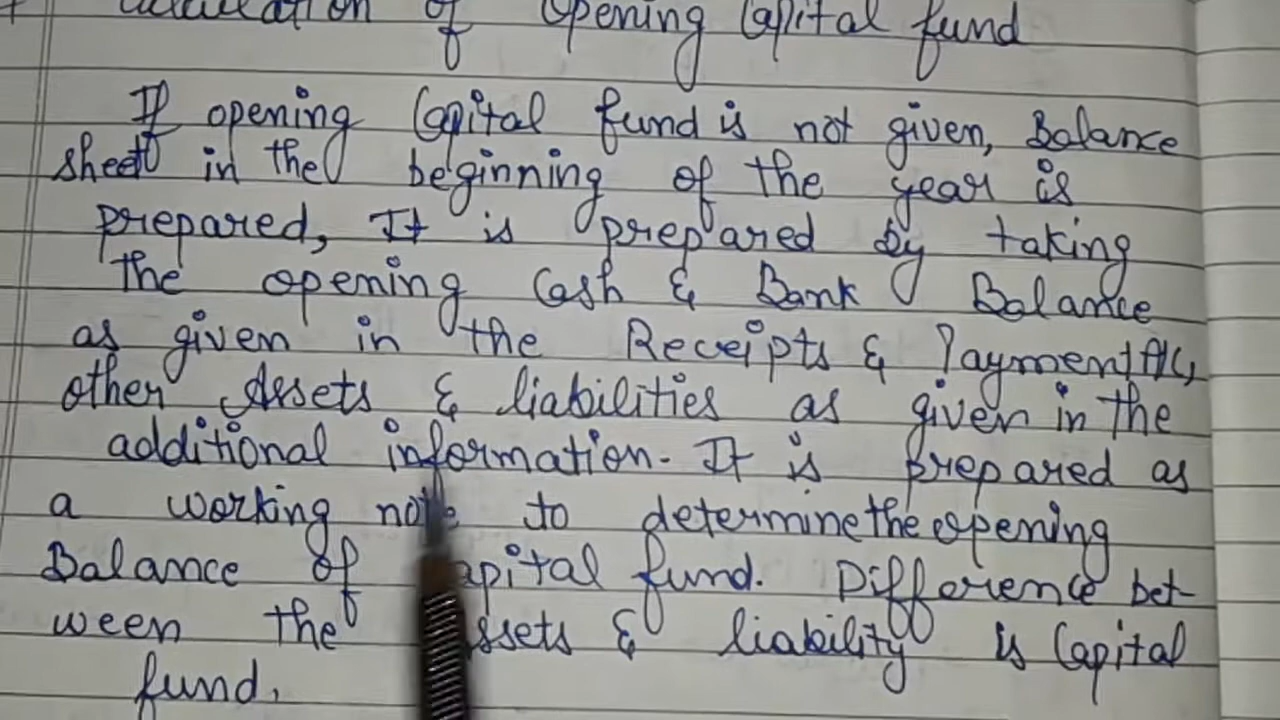 of Opening Capital fund
If opening Capital fund is not given, Balance
sheet in the beginning of the year is
prepared, It is prepared by taking
the opening Cash & Bank Balance
as given in the Receipts & Payment A/c,
other Assets & liabilities as given in the
additional information. It is prepared as
a working note to determine the opening
Balance of Capital fund. Difference bet-
ween the Assets & liability is Capital
fund.